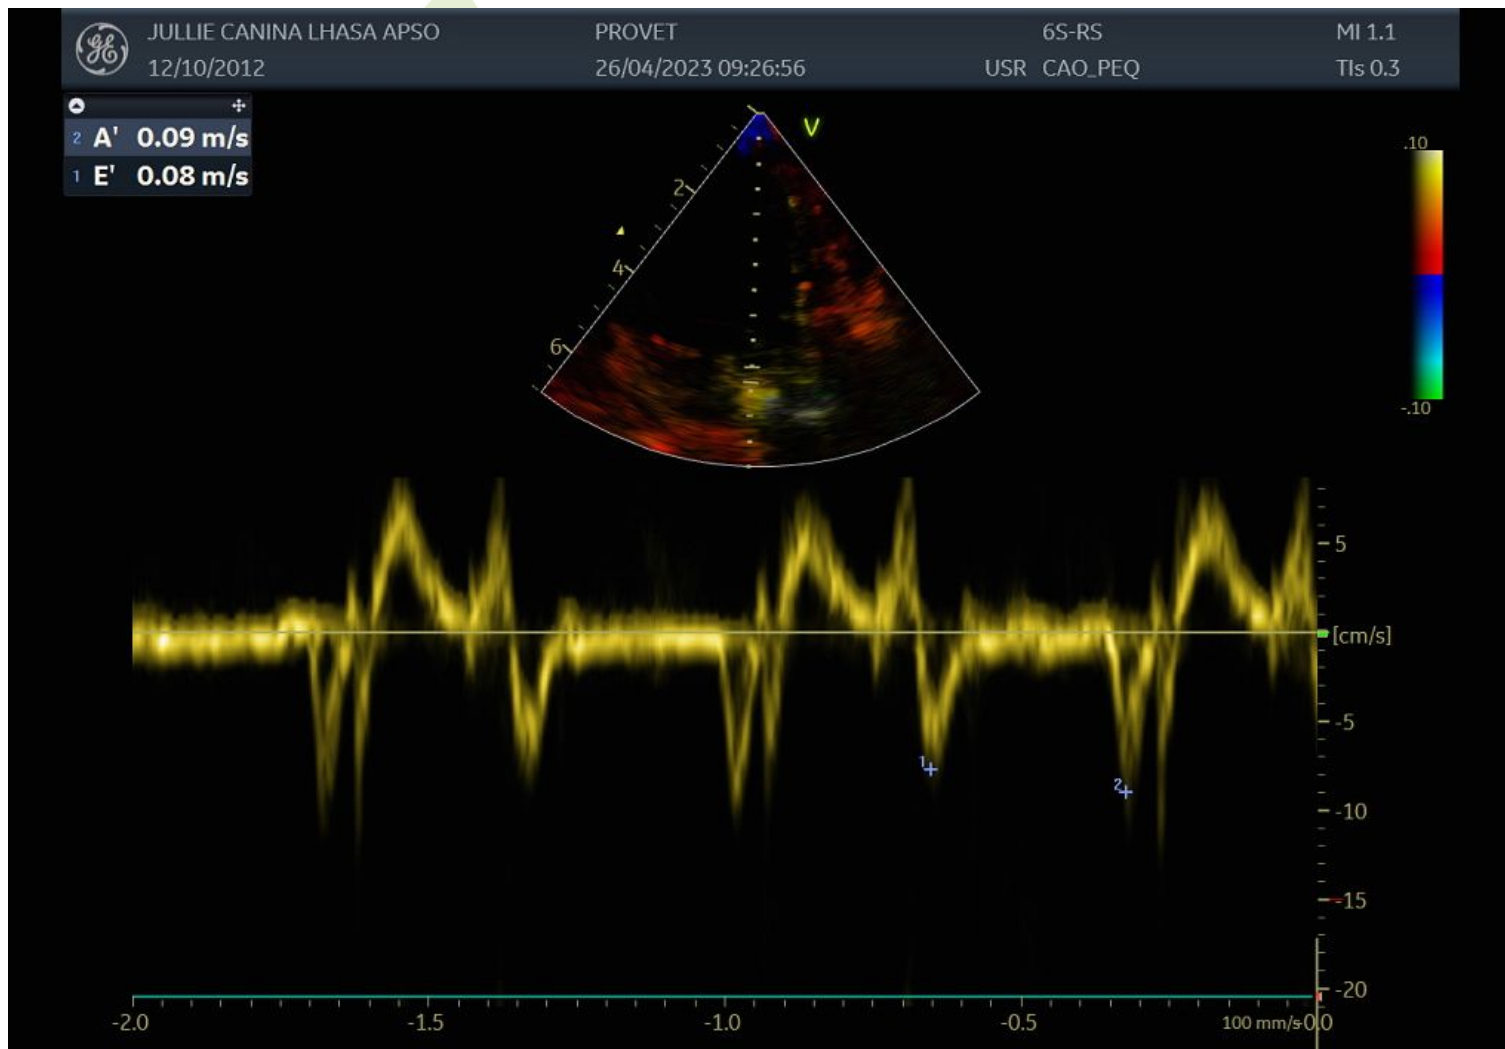 JULLIE CANINA LHASA APSO PROVET 6S-RS MI 1.1
12/10/2012 26/04/2023 09:26:56 USR CAO_PEQ TIs 0.3
2 A' 0.09 m/s
1 E' 0.08 m/s
V
.10
2
4
6
-.10
5
[cm/s]
-5
1
2
-10
-15
-20
-2.0 -1.5 -1.0 -0.5 100 mm/s 0.0